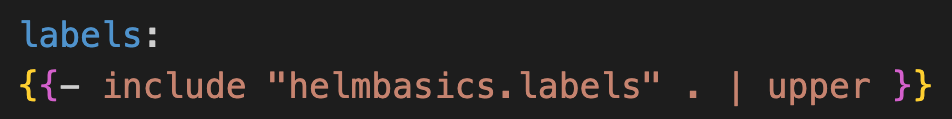 labels:
{{- include "helmbasics.labels" . | upper }}